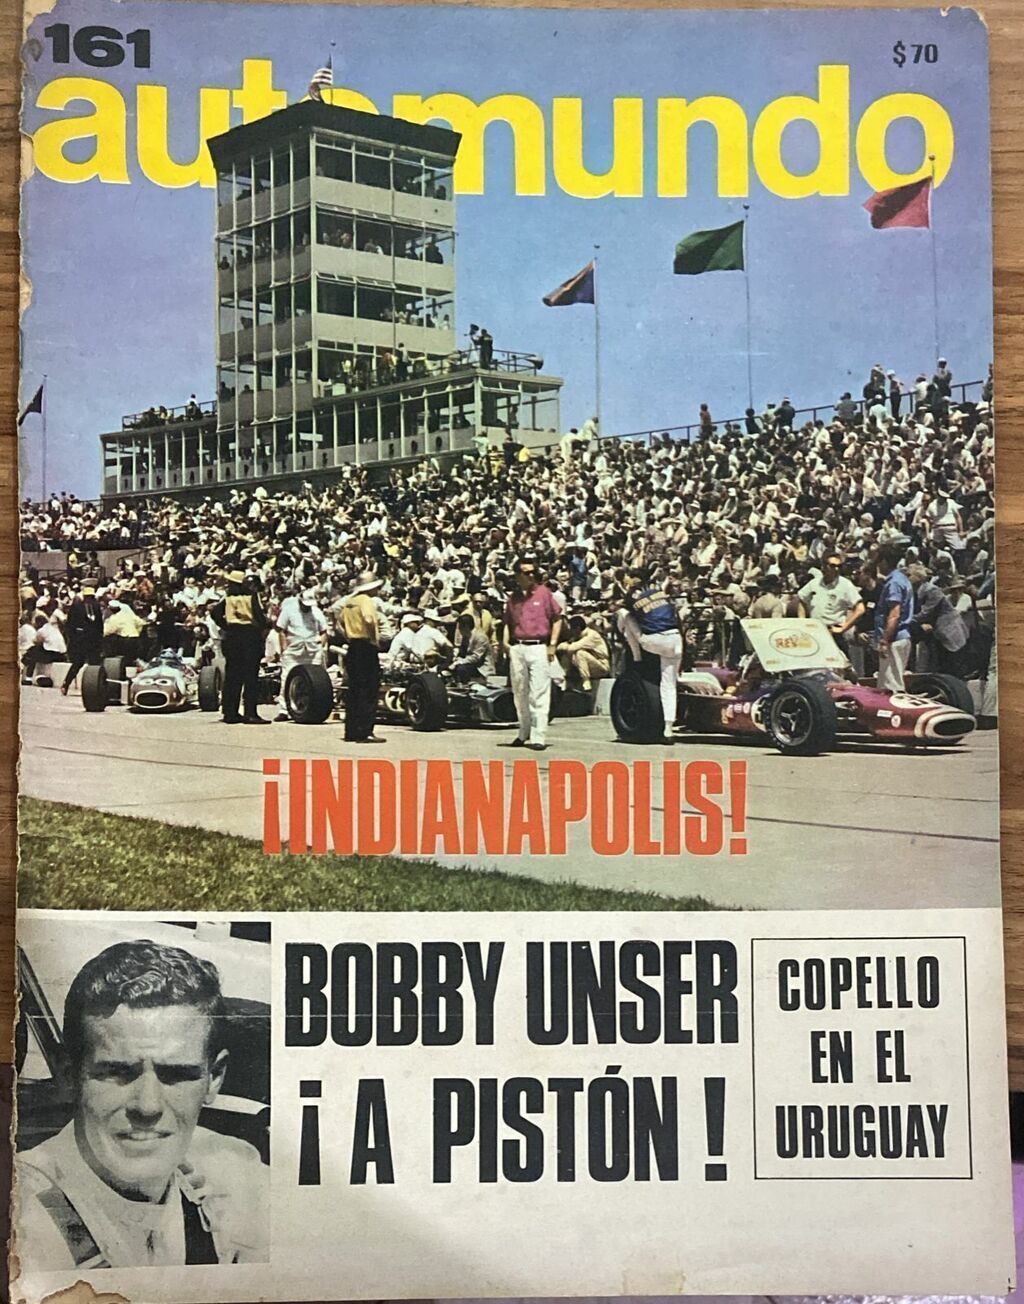 161
$70
automundo
¡INDIANAPOLIS!
BOBBY UNSER
¡A PISTÓN!
COPELLO
EN EL
URUGUAY